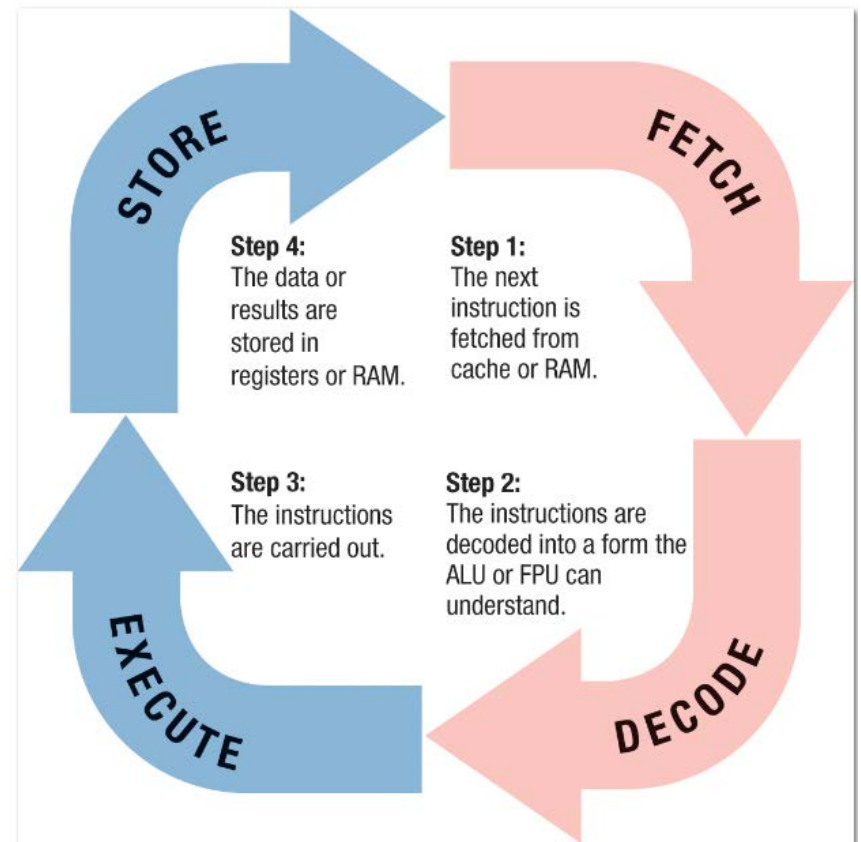 STORE
FETCH
Step 4:
The data or
results are
stored in
registers or RAM.
Step 1:
The next
instruction is
fetched from
cache or RAM.
Step 3:
The instructions
are carried out.
Step 2:
The instructions are
decoded into a form the
ALU or FPU can
understand.
EXECUTE
DECODE